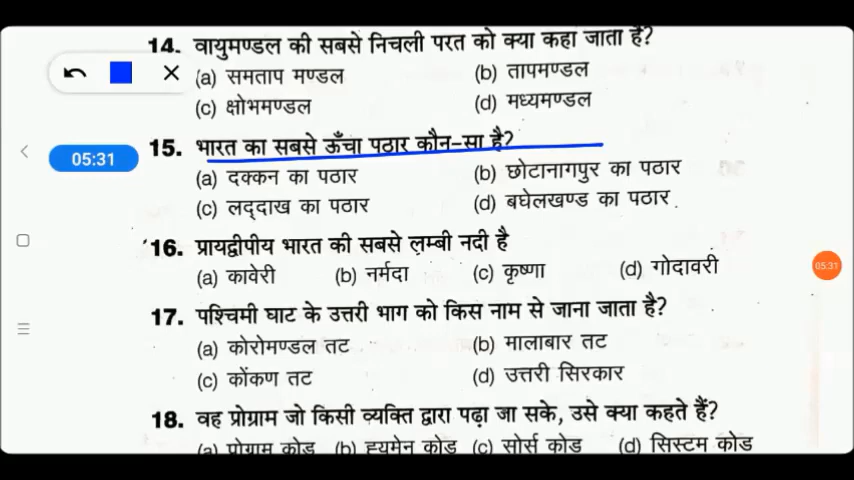 14. वायुमण्डल की सबसे निचली परत को क्या कहा जाता है?
(a) समताप मण्डल (b) तापमण्डल
(c) क्षोभमण्डल (d) मध्यमण्डल
05:31
15. भारत का सबसे ऊँचा पठार कौन-सा है?
(a) दक्कन का पठार (b) छोटानागपुर का पठार
(c) लद्दाख का पठार (d) बघेलखण्ड का पठार
16. प्रायद्वीपीय भारत की सबसे लम्बी नदी है
(a) कावेरी (b) नर्मदा (c) कृष्णा (d) गोदावरी
05:31
17. पश्चिमी घाट के उत्तरी भाग को किस नाम से जाना जाता है?
(a) कोरोमण्डल तट (b) मालाबार तट
(c) कोंकण तट (d) उत्तरी सिरकार
18. वह प्रोग्राम जो किसी व्यक्ति द्वारा पढ़ा जा सके, उसे क्या कहते हैं?
(a) प्रोग्राम कोड (b) ह्यूमेन कोड (c) सोर्स कोड (d) सिस्टम कोड